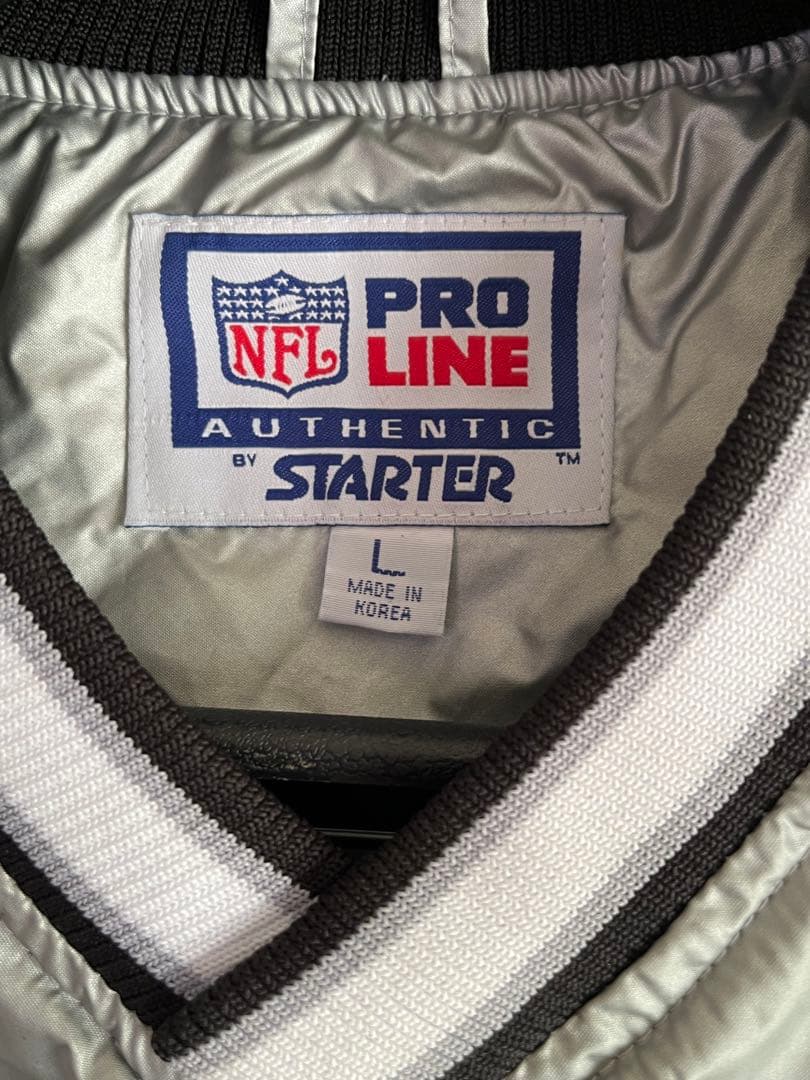 NFL
PRO
LINE
AUTHENTIC
BY STARTER TM
L
MADE IN
KOREA